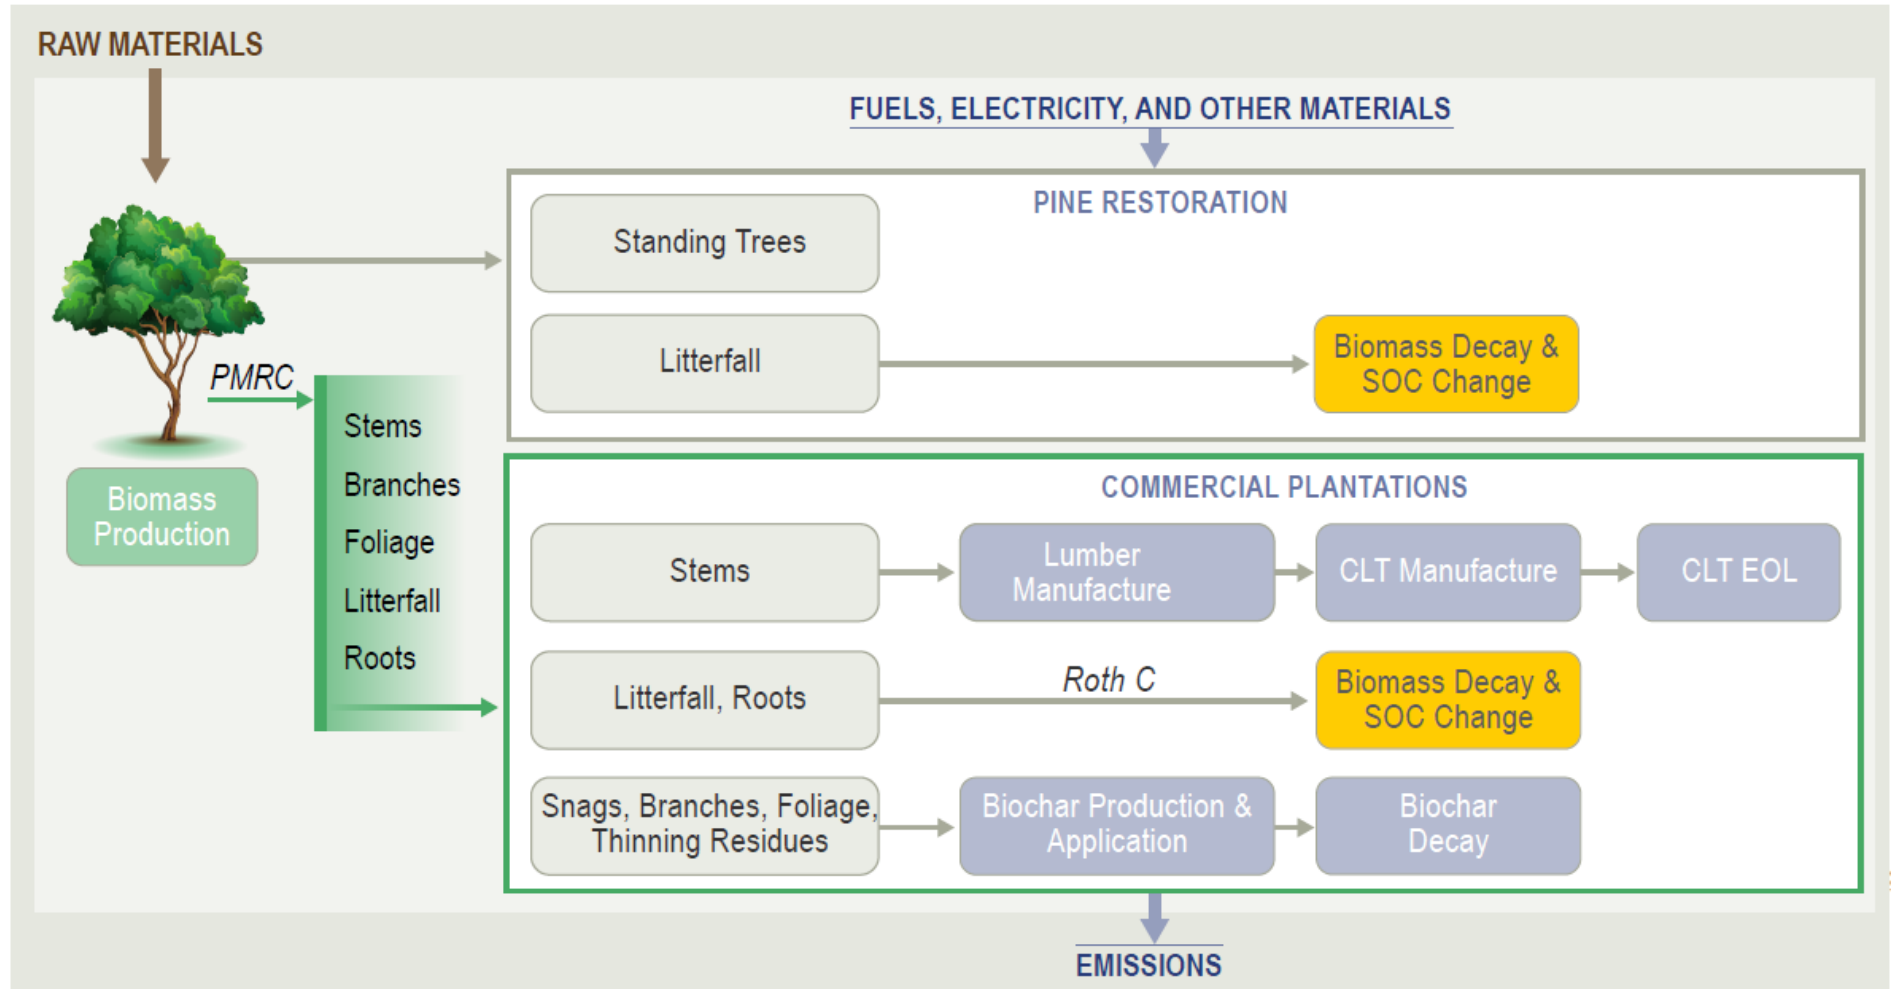 RAW MATERIALS
FUELS, ELECTRICITY, AND OTHER MATERIALS
PINE RESTORATION
Standing Trees
Litterfall
Biomass Decay &
SOC Change
PMRC
Stems
Branches
Foliage
Litterfall
Roots
Biomass
Production
COMMERCIAL PLANTATIONS
Stems
Lumber
Manufacture
CLT Manufacture
CLT EOL
Litterfall, Roots
Roth C
Biomass Decay &
SOC Change
Snags, Branches, Foliage,
Thinning Residues
Biochar Production &
Application
Biochar
Decay
EMISSIONS